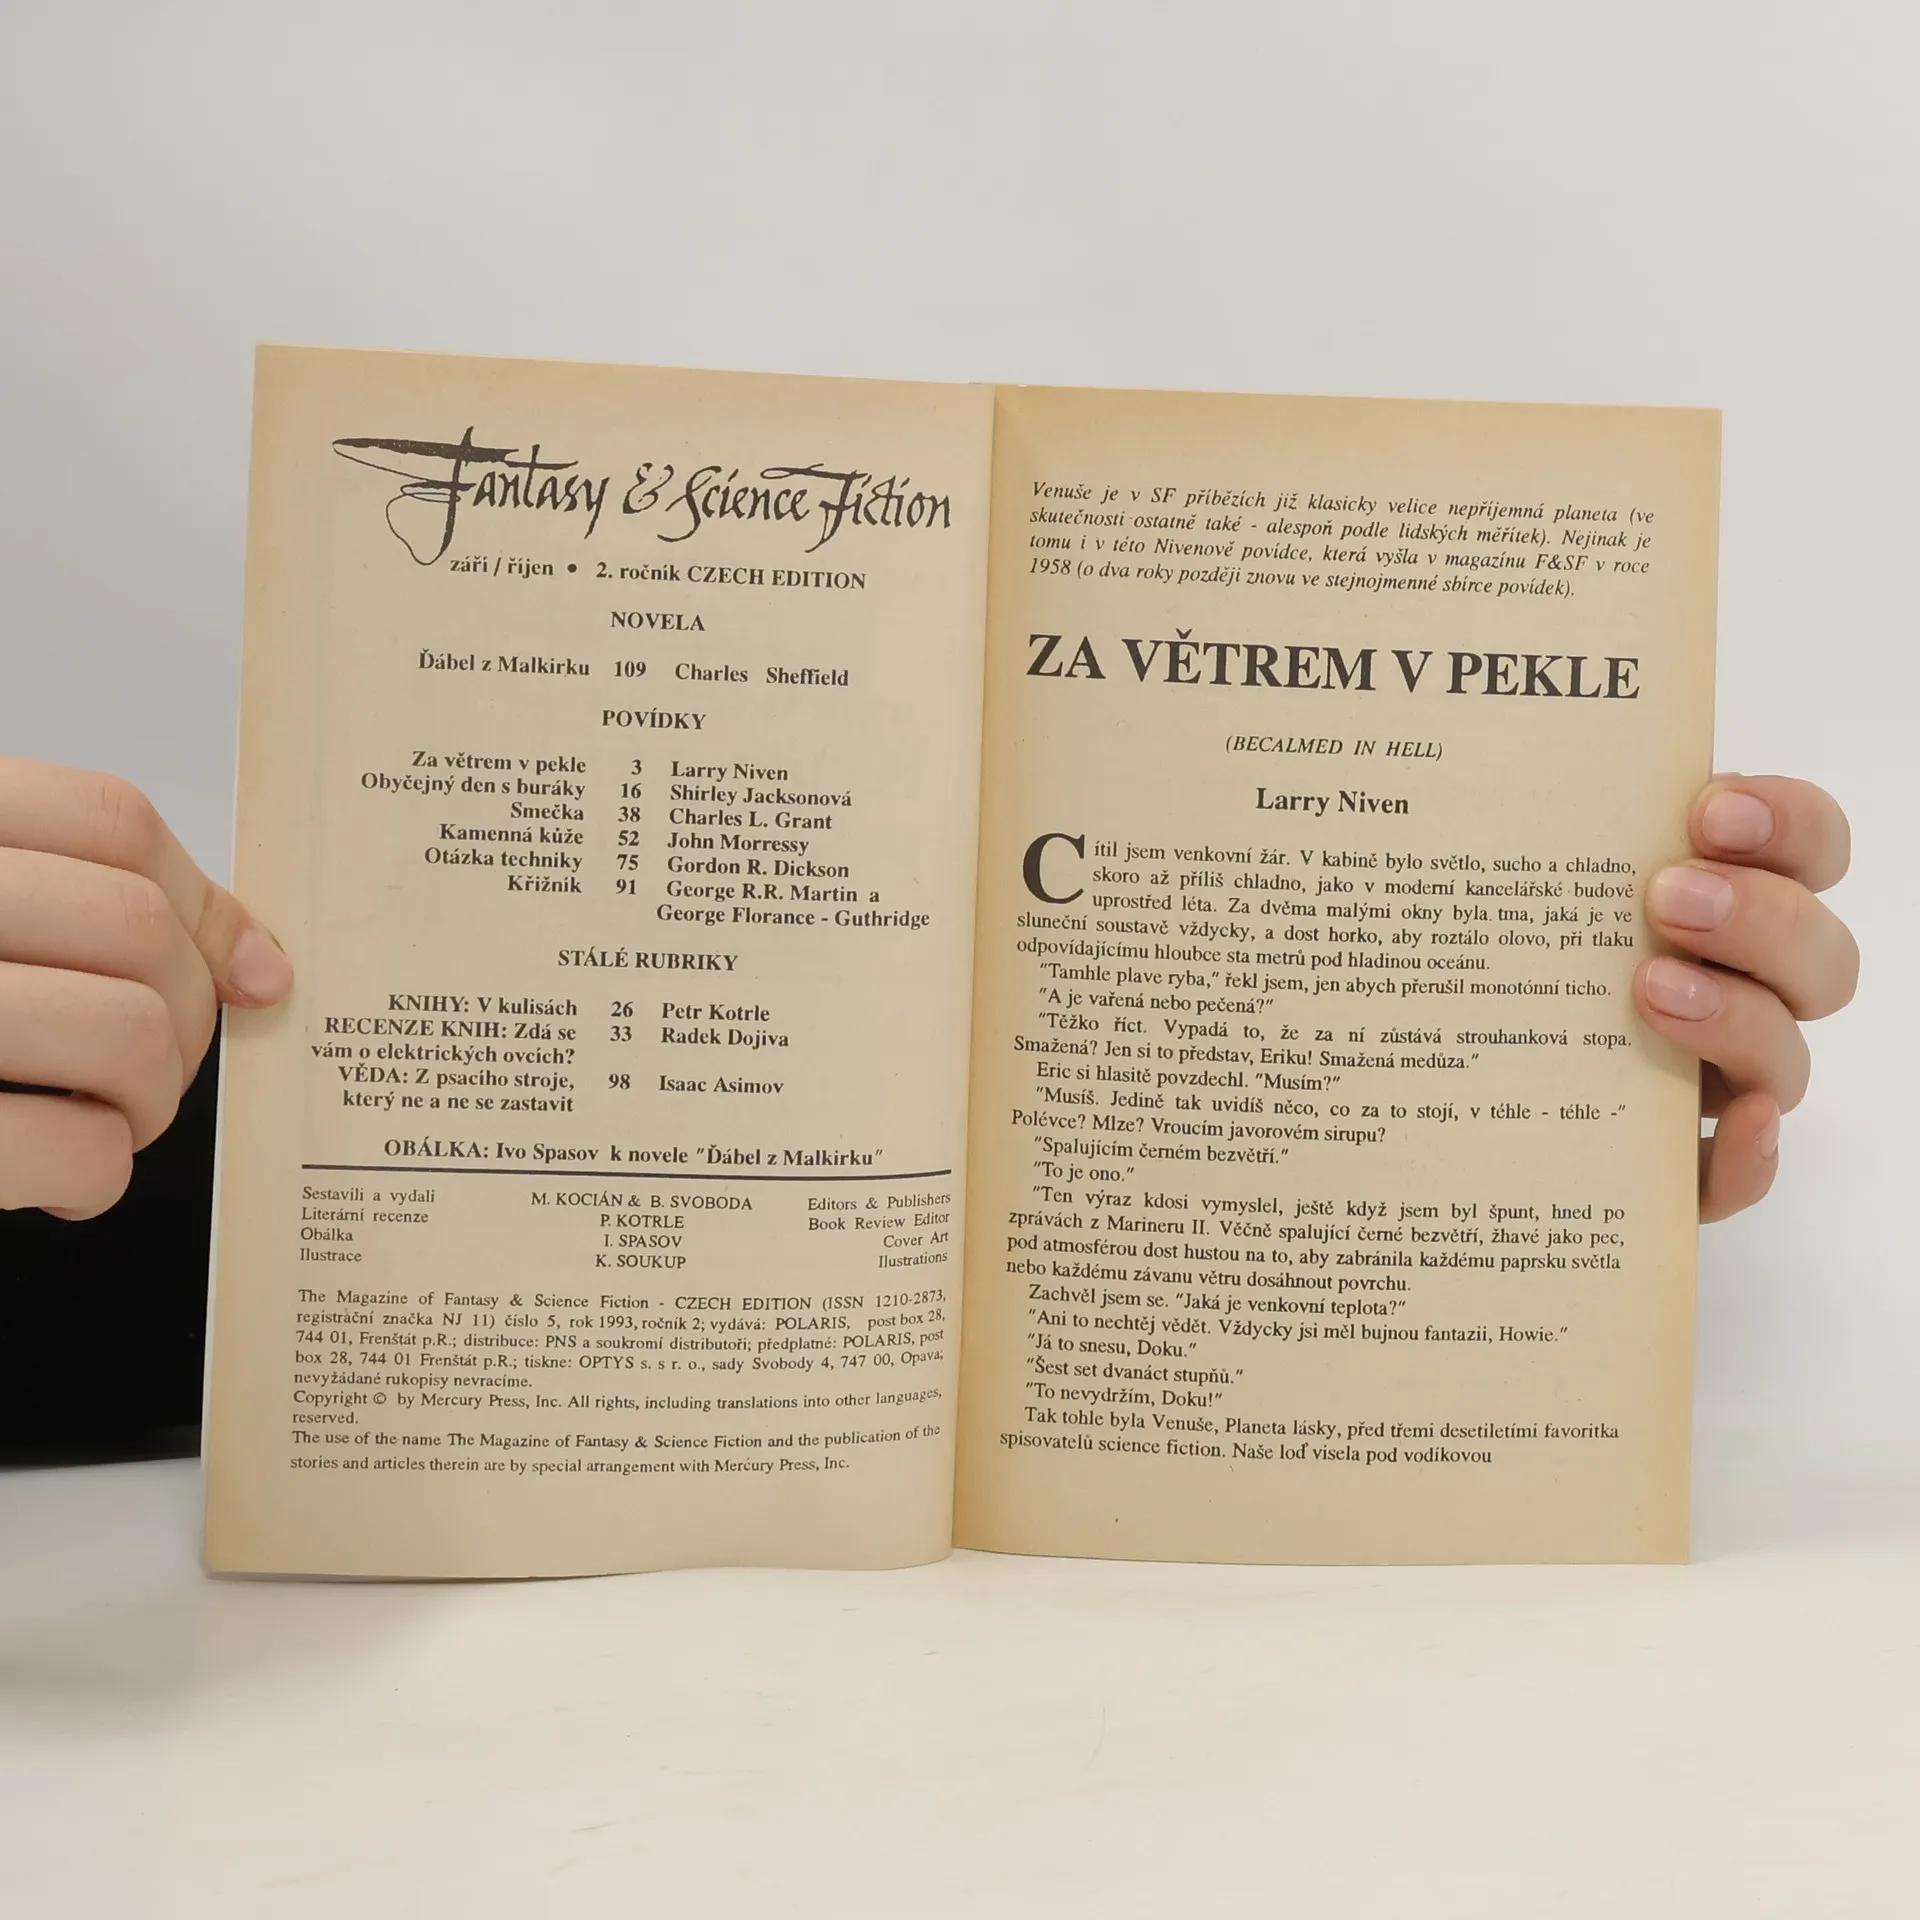 Fantasy & Science Fiction
září / říjen • 2. ročník CZECH EDITION
NOVELA
Ďábel z Malkirku 109 Charles Sheffield
POVÍDKY
Za větrem v pekle 3 Larry Niven
Obyčejný den s buráky 16 Shirley Jacksonová
Smečka 38 Charles L. Grant
Kamenná kůže 52 John Morressy
Otázka techniky 75 Gordon R. Dickson
Křižník 91 George R.R. Martin a
George Florance - Guthridge
STÁLÉ RUBRIKY
KNIHY: V kulisách 26 Petr Kotrle
RECENZE KNIH: Zdá se 33 Radek Dojiva
vám o elektrických ovcích?
VĚDA: Z psacího stroje, 98 Isaac Asimov
který ne a ne se zastavit
OBÁLKA: Ivo Spasov k novele "Ďábel z Malkirku"
Sestavili a vydali M. KOCIÁN & B. SVOBODA Editors & Publishers
Literární recenze P. KOTRLE Book Review Editor
Obálka I. SPASOV Cover Art
Ilustrace K. SOUKUP Ilustrations
The Magazine of Fantasy & Science Fiction - CZECH EDITION (ISSN 1210-2873,
registrační značka NJ 11) číslo 5, rok 1993, ročník 2; vydává: POLARIS, post box 28,
744 01, Frenštát p.R.; distribuce: PNS a soukromí distributoři; předplatné: POLARIS, post
box 28, 744 01 Frenštát p.R.; tiskne: OPTYS s. s r. o., sady Svobody 4, 747 00, Opava;
nevyžádané rukopisy nevracíme.
Copyright © by Mercury Press, Inc. All rights, including translations into other languages,
reserved.
The use of the name The Magazine of Fantasy & Science Fiction and the publication of the
stories and articles therein are by special arrangement with Mercury Press, Inc.
Venuše je v SF příbězích již klasicky velice nepříjemná planeta (ve
skutečnosti ostatně také - alespoň podle lidských měřítek). Nejinak je
tomu i v této Nivenově povídce, která vyšla v magazínu F&SF v roce
1958 (o dva roky později znovu ve stejnojmenné sbírce povídek).
ZA VĚTREM V PEKLE
(BECALMED IN HELL)
Larry Niven
Cítil jsem venkovní žár. V kabině bylo světlo, sucho a chladno,
skoro až příliš chladno, jako v moderní kancelářské budově
uprostřed léta. Za dvěma malými okny byla tma, jaká je ve
sluneční soustavě vždycky, a dost horko, aby roztálo olovo, při tlaku
odpovídajícímu hloubce sta metrů pod hladinou oceánu.
"Tamhle plave ryba," řekl jsem, jen abych přerušil monotónní ticho.
"A je vařená nebo pečená?"
"Těžko říct. Vypadá to, že za ní zůstává strouhanková stopa.
Smažená? Jen si to představ, Eriku! Smažená medůza."
Eric si hlasitě povzdechl. "Musím?"
"Musíš. Jedině tak uvidíš něco, co za to stojí, v téhle - téhle -"
Polévce? Mlze? Vroucím javorovém sirupu?
"Spalujícím černém bezvětří."
"To je ono."
"Ten výraz kdosi vymyslel, ještě když jsem byl špunt, hned po
zprávách z Marineru II. Věčně spalující černé bezvětří, žhavé jako pec,
pod atmosférou dost hustou na to, aby zabránila každému paprsku světla
nebo každému závanu větru dosáhnout povrchu.
Zachvěl jsem se. "Jaká je venkovní teplota?"
"Ani to nechtěj vědět. Vždycky jsi měl bujnou fantazii, Howie."
"Já to snesu, Doku."
"Šest set dvanáct stupňů."
"To nevydržím, Doku!"
Tak tohle byla Venuše, Planeta lásky, před třemi desetiletími favoritka
spisovatelů science fiction. Naše loď visela pod vodíkovou